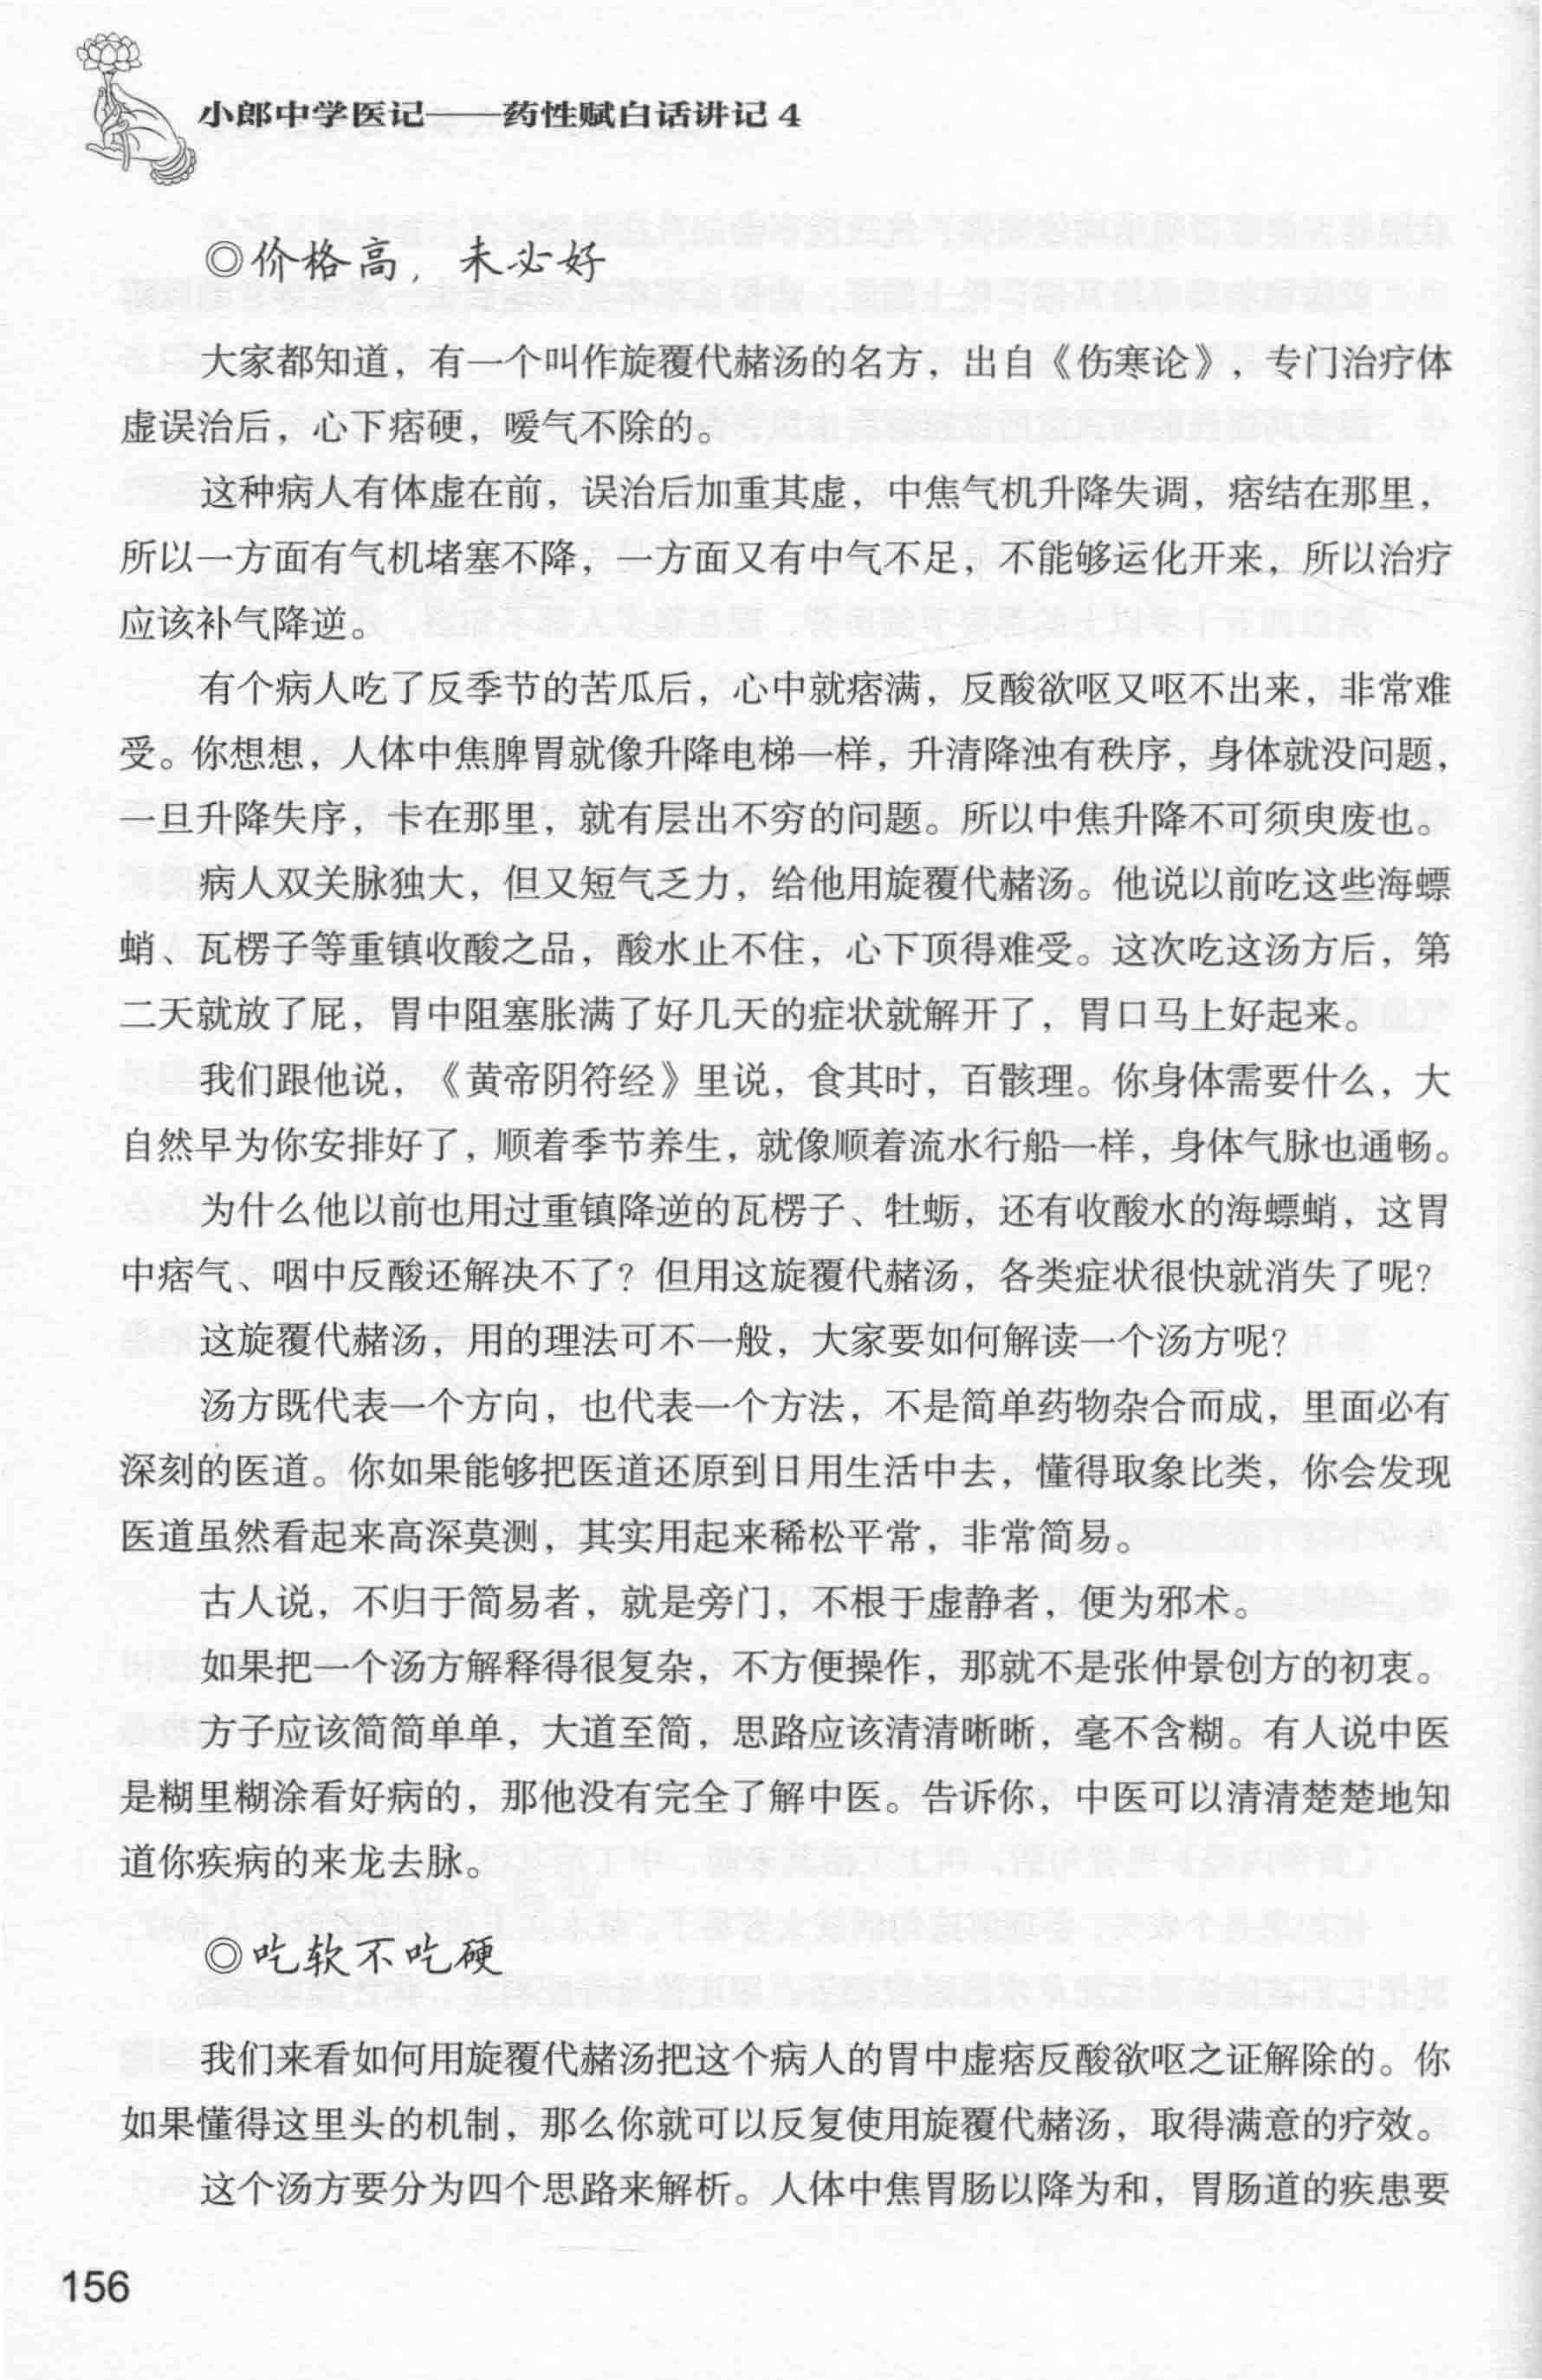 小郎中学医记——药性赋白话讲记 4
◎价格高，未必好
大家都知道，有一个叫作旋覆代赭汤的名方，出自《伤寒论》，专门治疗体
虚误治后，心下痞硬，嗳气不除的。
这种病人有体虚在前，误治后加重其虚，中焦气机升降失调，痞结在那里，
所以一方面有气机堵塞不降，一方面又有中气不足，不能够运化开来，所以治疗
应该补气降逆。
有个病人吃了反季节的苦瓜后，心中就痞满，反酸欲呕又呕不出来，非常难
受。你想想，人体中焦脾胃就像升降电梯一样，升清降浊有秩序，身体就没问题，
一旦升降失序，卡在那里，就有层出不穷的问题。所以中焦升降不可须臾废也。
病人双关脉独大，但又短气乏力，给他用旋覆代赭汤。他说以前吃这些海螵
蛸、瓦楞子等重镇收酸之品，酸水止不住，心下顶得难受。这次吃这汤方后，第
二天就放了屁，胃中阻塞胀满了好几天的症状就解开了，胃口马上好起来。
我们跟他说，《黄帝阴符经》里说，食其时，百骸理。你身体需要什么，大
自然早为你安排好了，顺着季节养生，就像顺着流水行船一样，身体气脉也通畅。
为什么他以前也用过重镇降逆的瓦楞子、牡蛎，还有收酸水的海螵蛸，这胃
中痞气、咽中反酸还解决不了？但用这旋覆代赭汤，各类症状很快就消失了呢？
这旋覆代赭汤，用的理法可不一般，大家要如何解读一个汤方呢？
汤方既代表一个方向，也代表一个方法，不是简单药物杂合而成，里面必有
深刻的医道。你如果能够把医道还原到日用生活中去，懂得取象比类，你会发现
医道虽然看起来高深莫测，其实用起来稀松平常，非常简易。
古人说，不归于简易者，就是旁门，不根于虚静者，便为邪术。
如果把一个汤方解释得很复杂，不方便操作，那就不是张仲景创方的初衷。
方子应该简简单单，大道至简，思路应该清清晰晰，毫不含糊。有人说中医
是糊里糊涂看好病的，那他没有完全了解中医。告诉你，中医可以清清楚楚地知
道你疾病的来龙去脉。
◎吃软不吃硬
我们来看如何用旋覆代赭汤把这个病人的胃中虚痞反酸欲呕之证解除的。你
如果懂得这里头的机制，那么你就可以反复使用旋覆代赭汤，取得满意的疗效。
这个汤方要分为四个思路来解析。人体中焦胃肠以降为和，胃肠道的疾患要
156